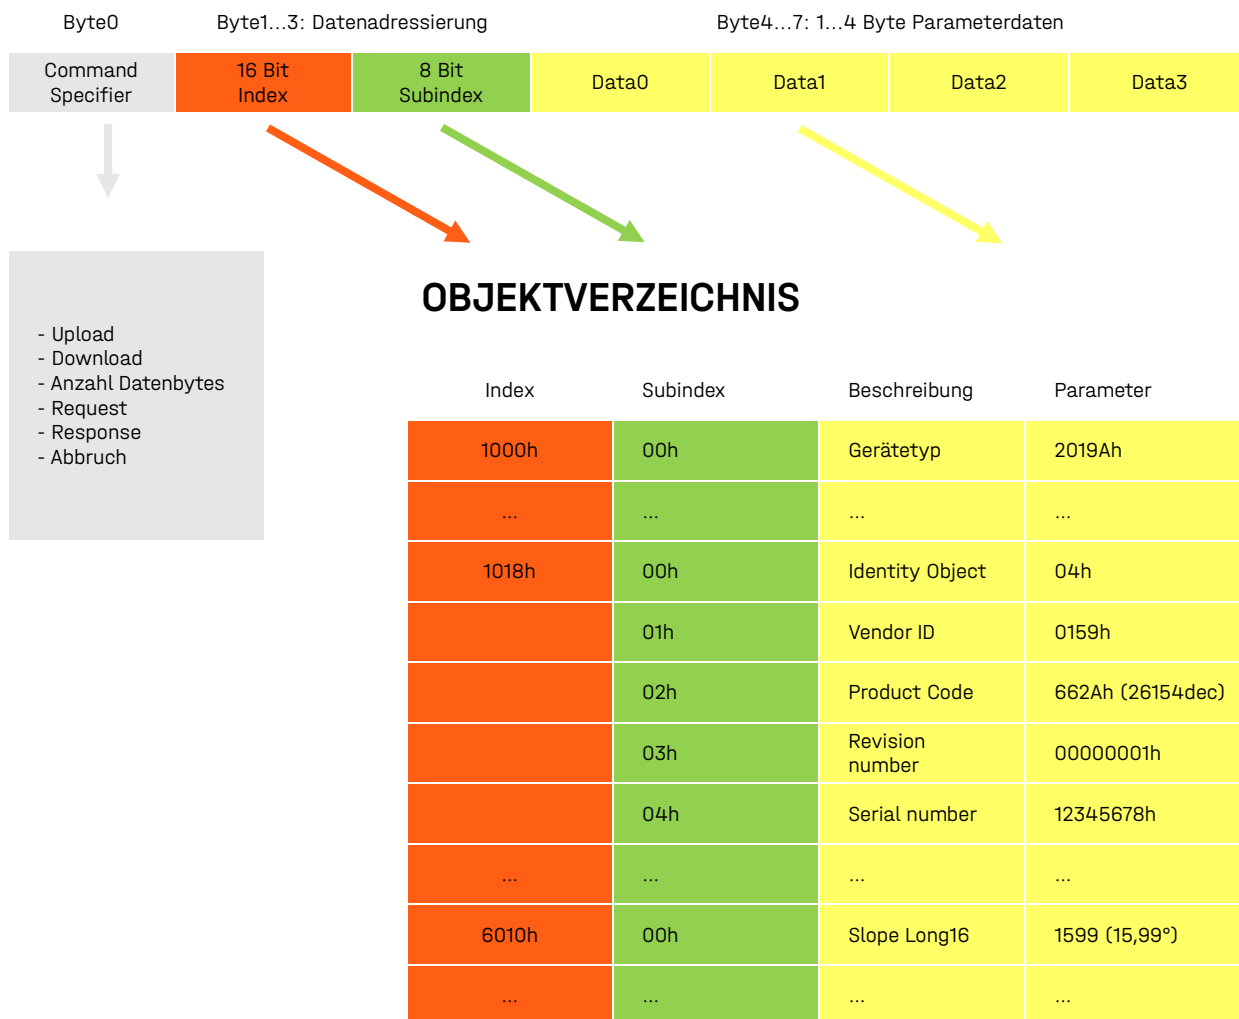 Byte0 Byte1...3: Datenadressierung Byte4...7: 1...4 Byte Parameterdaten
Command Specifier 16 Bit Index 8 Bit Subindex Data0 Data1 Data2 Data3
- Upload
- Download
- Anzahl Datenbytes
- Request
- Response
- Abbruch
OBJEKTVERZEICHNIS
Index Subindex Beschreibung Parameter
1000h 00h Gerätetyp 2019Ah
... ... ... ...
1018h 00h Identity Object 04h
01h Vendor ID 0159h
02h Product Code 662Ah (26154dec)
03h Revision number 00000001h
04h Serial number 12345678h
... ... ... ...
6010h 00h Slope Long16 1599 (15,99°)
... ... ... ...